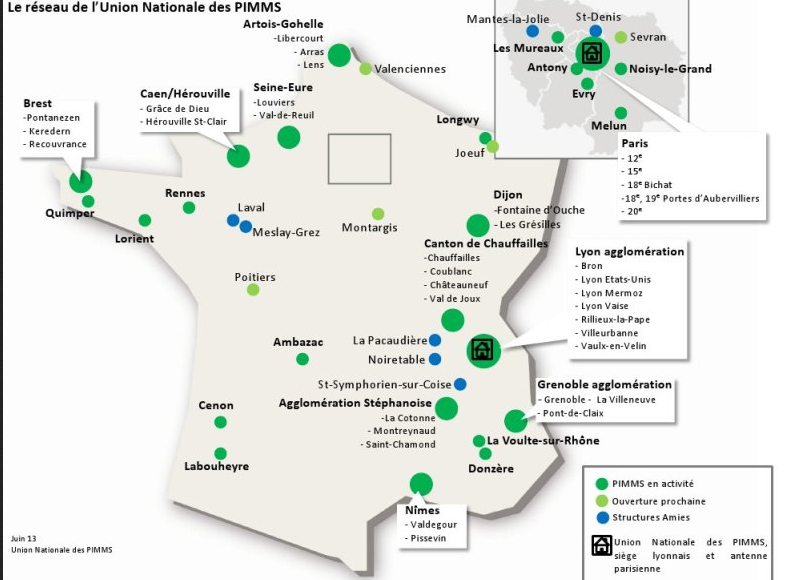 Le réseau de l'Union Nationale des PIMMS
Artois-Gohelle
-Libercourt
- Arras
- Lens
Valenciennes
Mantes-la-Jolie
St-Denis
Les Mureaux
Sevran
Antony
Noisy-le-Grand
Evry
Melun
Paris
- 12e
- 15e
- 18e Bichat
-18e, 19e Portes d'Aubervilliers
- 20e
Brest
-Pontanezen
- Keredern
- Recouvrance
Caen/Hérouville
- Grâce de Dieu
- Hérouville St-Clair
Seine-Eure
-Louviers
- Val-de-Reuil
Longwy
Joeuf
Quimper
Lorient
Rennes
Laval
Meslay-Grez
Montargis
Dijon
-Fontaine d'Ouche
- Les Grésilles
Canton de Chauffailles
-Chauffailles
- Coublanc
- Châteauneuf
- Val de Joux
Lyon agglomération
- Bron
- Lyon Etats-Unis
- Lyon Mermoz
- Lyon Vaise
- Rillieux-la-Pape
- Villeurbanne
- Vaulx-en-Velin
Poitiers
Ambazac
La Pacaudière
Noiretable
St-Symphorien-sur-Coise
Agglomération Stéphanoise
-La Cotonne
- Montreynaud
- Saint-Chamond
Grenoble agglomération
- Grenoble - La Villeneuve
- Pont-de-Claix
Cenon
Labouheyre
La Voulte-sur-Rhône
Donzère
Nîmes
- Valdegour
- Pissevin
PIMMS en activité
Ouverture prochaine
Structures Amies
Union Nationale des PIMMS,
siège lyonnais et antenne
parisienne
Juin 13
Union Nationale des PIMMS